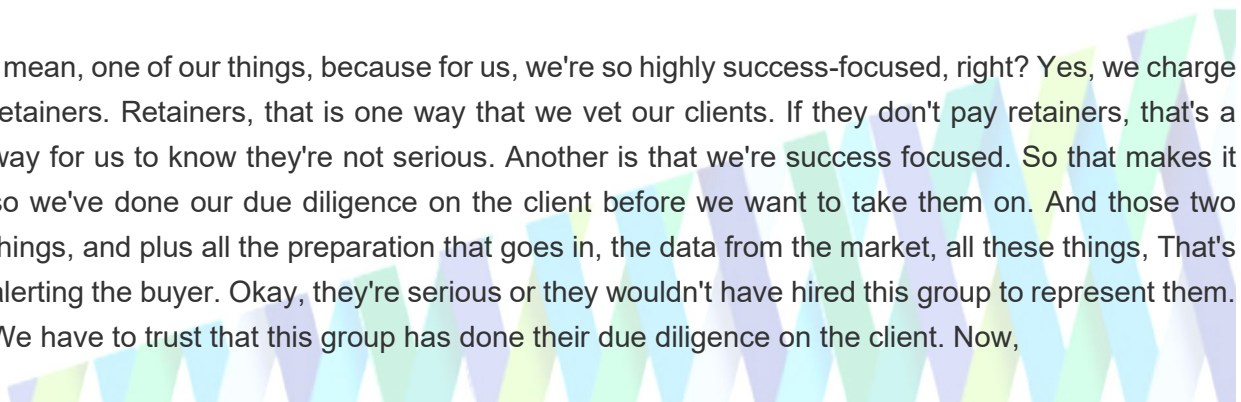 mean, one of our things, because for us, we're so highly success-focused, right? Yes, we charge
retainers. Retainers, that is one way that we vet our clients. If they don't pay retainers, that's a
way for us to know they're not serious. Another is that we're success focused. So that makes it
so we've done our due diligence on the client before we want to take them on. And those two
things, and plus all the preparation that goes in, the data from the market, all these things, That's
alerting the buyer. Okay, they're serious or they wouldn't have hired this group to represent them.
We have to trust that this group has done their due diligence on the client. Now,